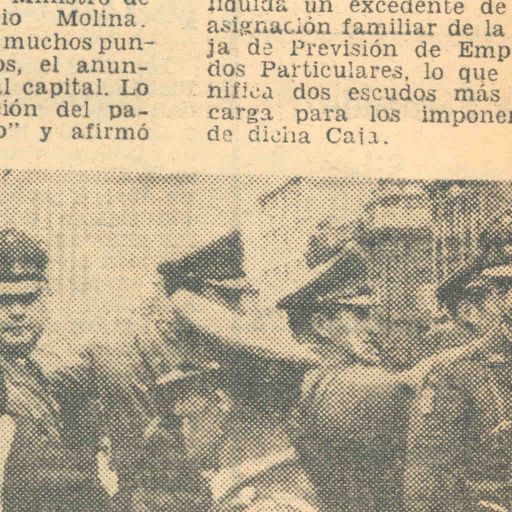 Ministro de
io Molina.
muchos pun-
os, el anun-
l capital. Lo
ción del pa-
o" y afirmó
liquida un excedente de
asignación familiar de la
ja de Previsión de Emp
dos Particulares, lo que
nifica dos escudos más
carga para los imponen
de dicha Caja.